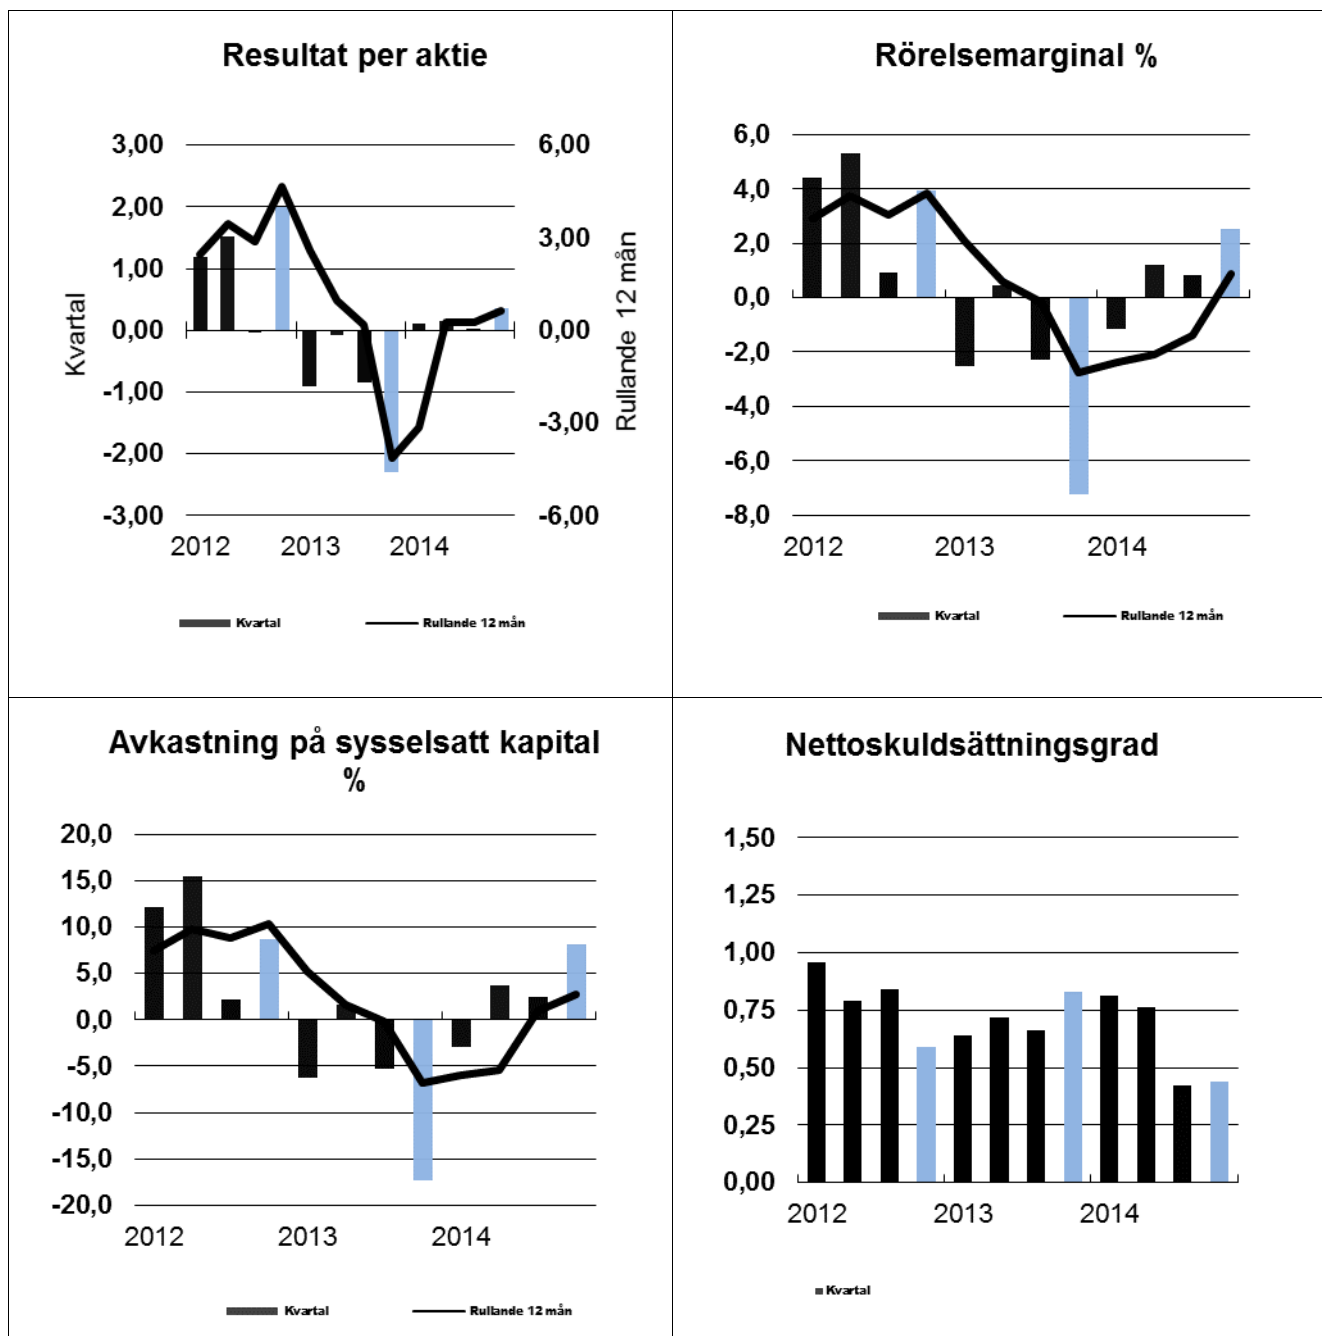 Resultat per aktie
3,00
2,00
1,00
0,00
-1,00
-2,00
-3,00
Kvartal
6,00
3,00
0,00
-3,00
-6,00
Rullande 12 mån
2012 2013 2014
Kvartal Rullande 12 mån
Rörelsemarginal %
6,0
4,0
2,0
0,0
-2,0
-4,0
-6,0
-8,0
2012 2013 2014
Kvartal Rullande 12 mån
Avkastning på sysselsatt kapital
%
20,0
15,0
10,0
5,0
0,0
-5,0
-10,0
-15,0
-20,0
2012 2013 2014
Kvartal Rullande 12 mån
Nettoskuldsättningsgrad
1,50
1,25
1,00
0,75
0,50
0,25
0,00
2012 2013 2014
Kvartal